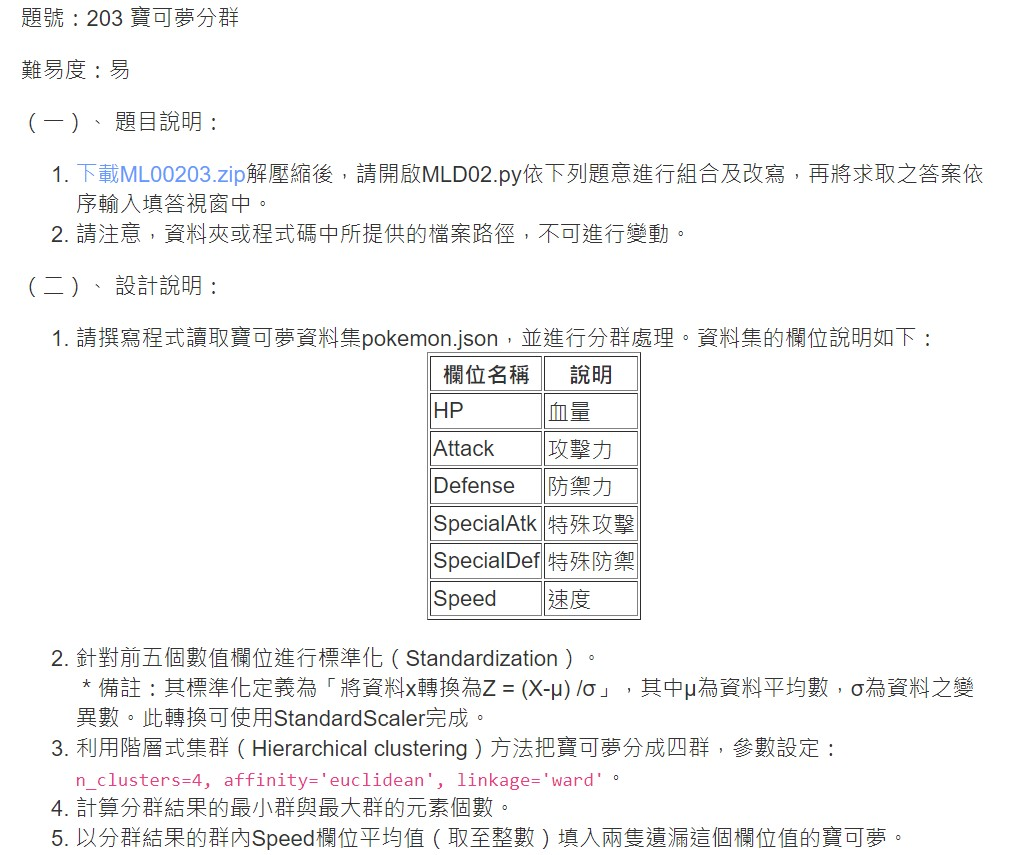 題號：203 寶可夢分群
難易度：易
（一）、 題目說明：
1. 下載ML00203.zip解壓縮後，請開啟MLD02.py依下列題意進行組合及改寫，再將求取之答案依
序輸入填答視窗中。
2. 請注意，資料夾或程式碼中所提供的檔案路徑，不可進行變動。
（二）、 設計說明：
1. 請撰寫程式讀取寶可夢資料集pokemon.json，並進行分群處理。資料集的欄位說明如下：
欄位名稱 說明
HP 血量
Attack 攻擊力
Defense 防禦力
SpecialAtk 特殊攻擊
SpecialDef 特殊防禦
Speed 速度
2. 針對前五個數值欄位進行標準化（Standardization）。
* 備註：其標準化定義為「將資料x轉換為Z = (X-μ) /σ」，其中μ為資料平均數，σ為資料之變
異數。此轉換可使用StandardScaler完成。
3. 利用階層式集群（Hierarchical clustering）方法把寶可夢分成四群，參數設定：
n_clusters=4, affinity='euclidean', linkage='ward'。
4. 計算分群結果的最小群與最大群的元素個數。
5. 以分群結果的群內Speed欄位平均值（取至整數）填入兩隻遺漏這個欄位值的寶可夢。